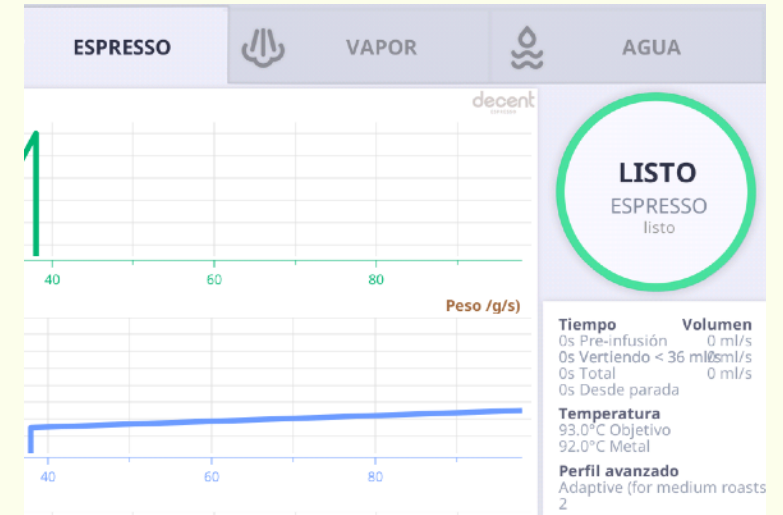 ESPRESSO
VAPOR
AGUA
decent
LISTO
ESPRESSO
listo
40 60 80
Peso /g/s)
40 60 80
Tiempo Volumen
0s Pre-infusión 0 ml/s
0s Vertiendo < 36 ml/s 0 ml/s
0s Total 0 ml/s
0s Desde parada
Temperatura
93.0°C Objetivo
92.0°C Metal
Perfil avanzado
Adaptive (for medium roasts
2